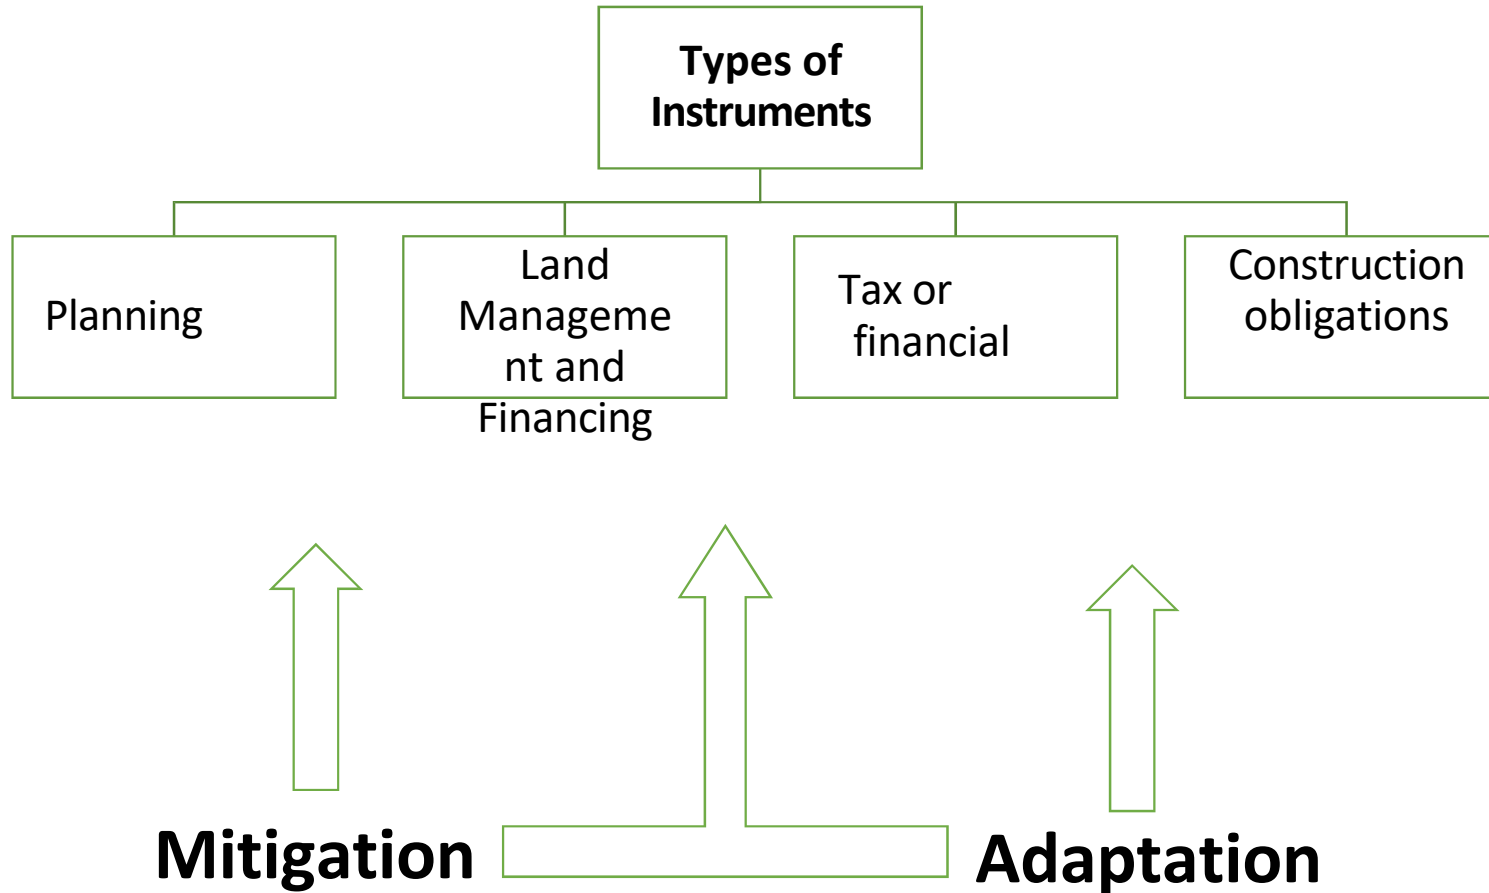 Types of
Instruments
Planning
Land
Manageme
nt and
Financing
Tax or
financial
Construction
obligations
Mitigation
Adaptation